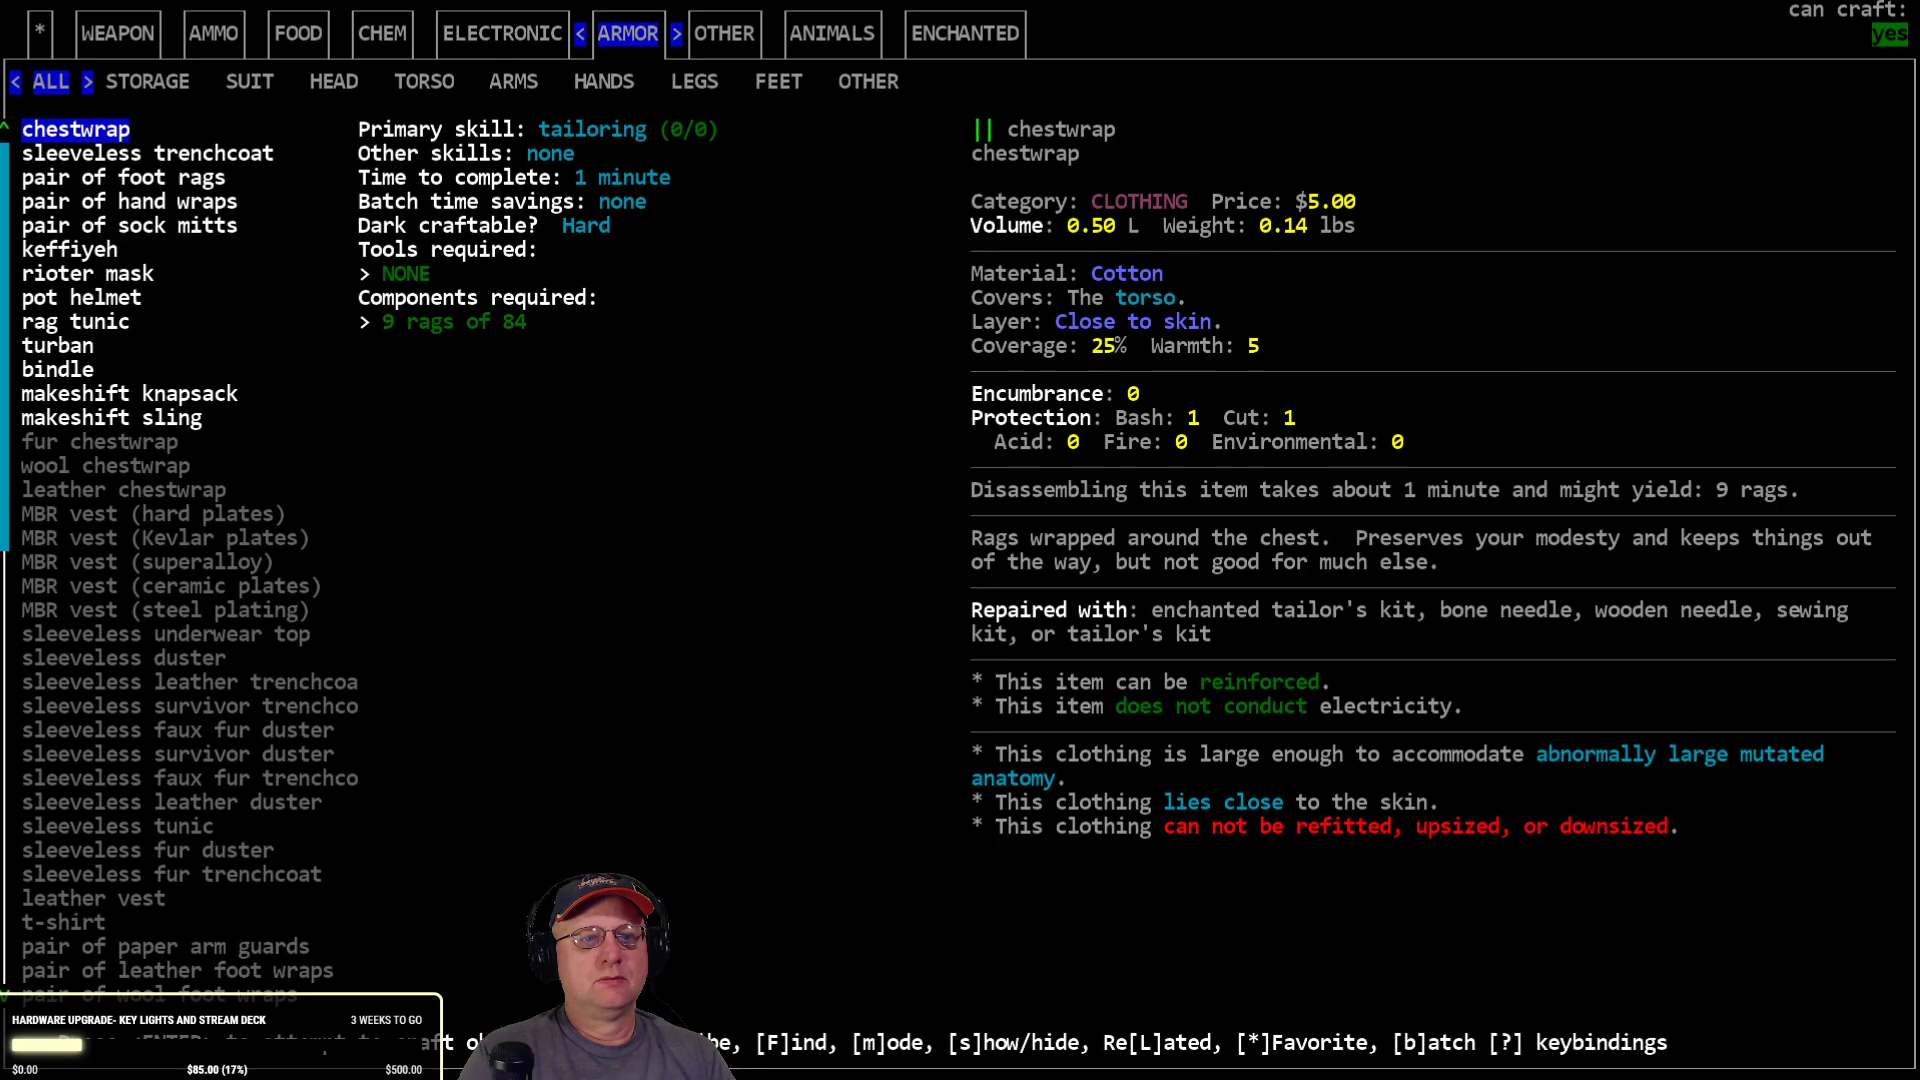 can craft:
* WEAPON AMMO FOOD CHEM ELECTRONIC < ARMOR > OTHER ANIMALS ENCHANTED
yes
< ALL > STORAGE SUIT HEAD TORSO ARMS HANDS LEGS FEET OTHER
chestwrap
sleeveless trenchcoat
pair of foot rags
pair of hand wraps
pair of sock mitts
keffiyeh
rioter mask
pot helmet
rag tunic
turban
bindle
makeshift knapsack
makeshift sling
fur chestwrap
wool chestwrap
leather chestwrap
MBR vest (hard plates)
MBR vest (Kevlar plates)
MBR vest (superalloy)
MBR vest (ceramic plates)
MBR vest (steel plating)
sleeveless underwear top
sleeveless duster
sleeveless leather trenchcoa
sleeveless survivor trenchco
sleeveless faux fur duster
sleeveless survivor duster
sleeveless faux fur trenchco
sleeveless leather duster
sleeveless tunic
sleeveless fur duster
sleeveless fur trenchcoat
leather vest
t-shirt
pair of paper arm guards
pair of leather foot wraps
pair of wool foot wraps
Primary skill: tailoring (0/0)
Other skills: none
Time to complete: 1 minute
Batch time savings: none
Dark craftable? Hard
Tools required:
> NONE
Components required:
> 9 rags of 84
|| chestwrap
chestwrap
Category: CLOTHING Price: $5.00
Volume: 0.50 L Weight: 0.14 lbs
Material: Cotton
Covers: The torso.
Layer: Close to skin.
Coverage: 25% Warmth: 5
Encumbrance: 0
Protection: Bash: 1 Cut: 1
Acid: 0 Fire: 0 Environmental: 0
Disassembling this item takes about 1 minute and might yield: 9 rags.
Rags wrapped around the chest. Preserves your modesty and keeps things out
of the way, but not good for much else.
Repaired with: enchanted tailor's kit, bone needle, wooden needle, sewing
kit, or tailor's kit
* This item can be reinforced.
* This item does not conduct electricity.
* This clothing is large enough to accommodate abnormally large mutated
anatomy.
* This clothing lies close to the skin.
* This clothing can not be refitted, upsized, or downsized.
HARDWARE UPGRADE- KEY LIGHTS AND STREAM DECK 3 WEEKS TO GO
[F]ind, [m]ode, [s]how/hide, Re[L]ated, [*]Favorite, [b]atch [?] keybindings
$0.00 $85.00 (17%) $500.00